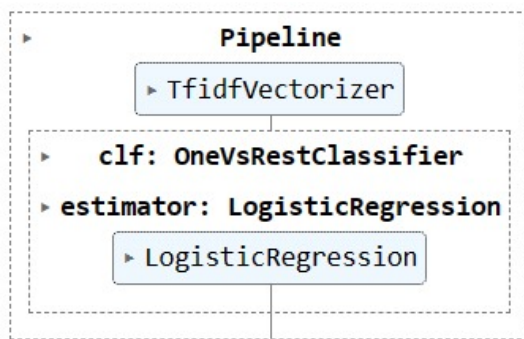 Pipeline
TfidfVectorizer
clf: OneVsRestClassifier
estimator: LogisticRegression
LogisticRegression